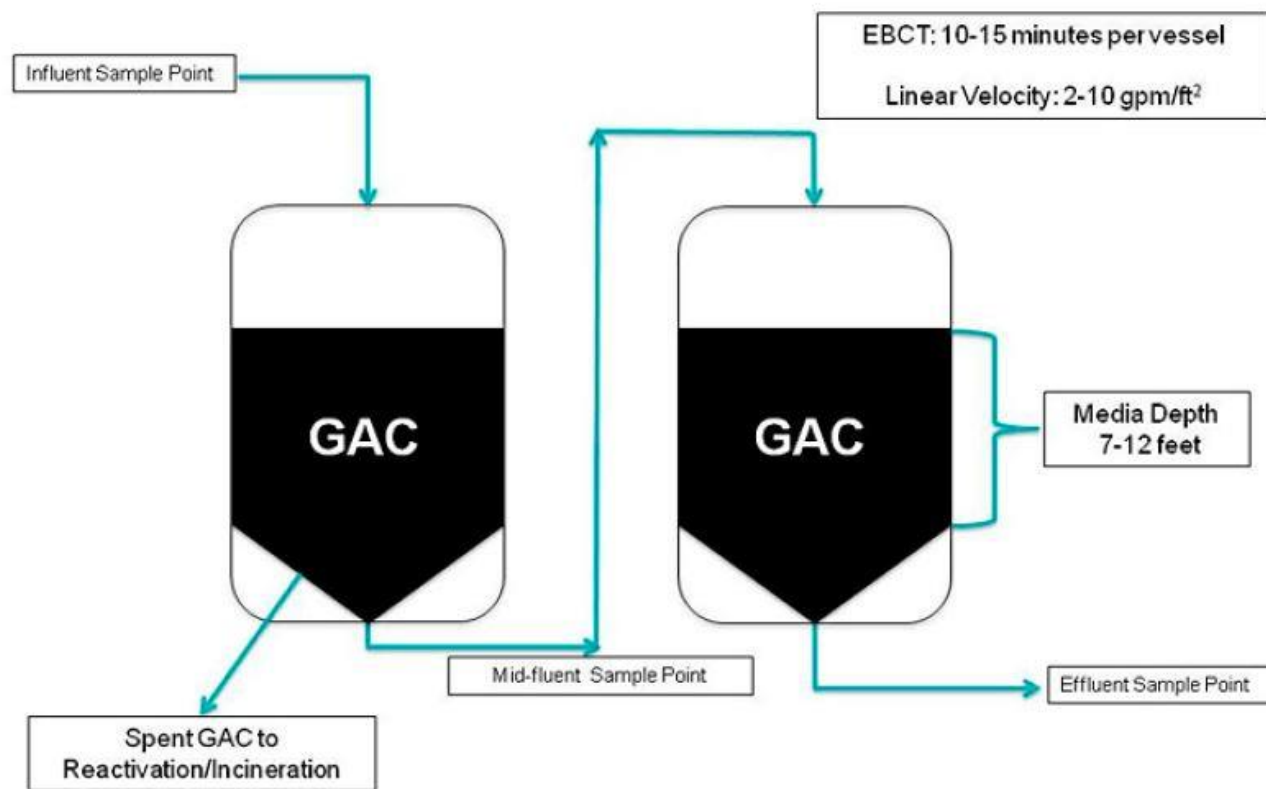 EBCT: 10-15 minutes per vessel
Linear Velocity: 2-10 gpm/ft²
Influent Sample Point
GAC
GAC
Media Depth
7-12 feet
Mid-fluent Sample Point
Effluent Sample Point
Spent GAC to
Reactivation/Incineration